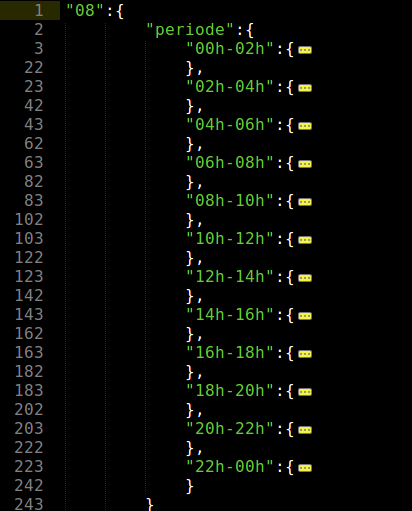 1 "08":{
2 "periode":{
3 "00h-02h":{
22 },
23 "02h-04h":{
42 },
43 "04h-06h":{
62 },
63 "06h-08h":{
82 },
83 "08h-10h":{
102 },
103 "10h-12h":{
122 },
123 "12h-14h":{
142 },
143 "14h-16h":{
162 },
163 "16h-18h":{
182 },
183 "18h-20h":{
202 },
203 "20h-22h":{
222 },
223 "22h-00h":{
242 }
243 }